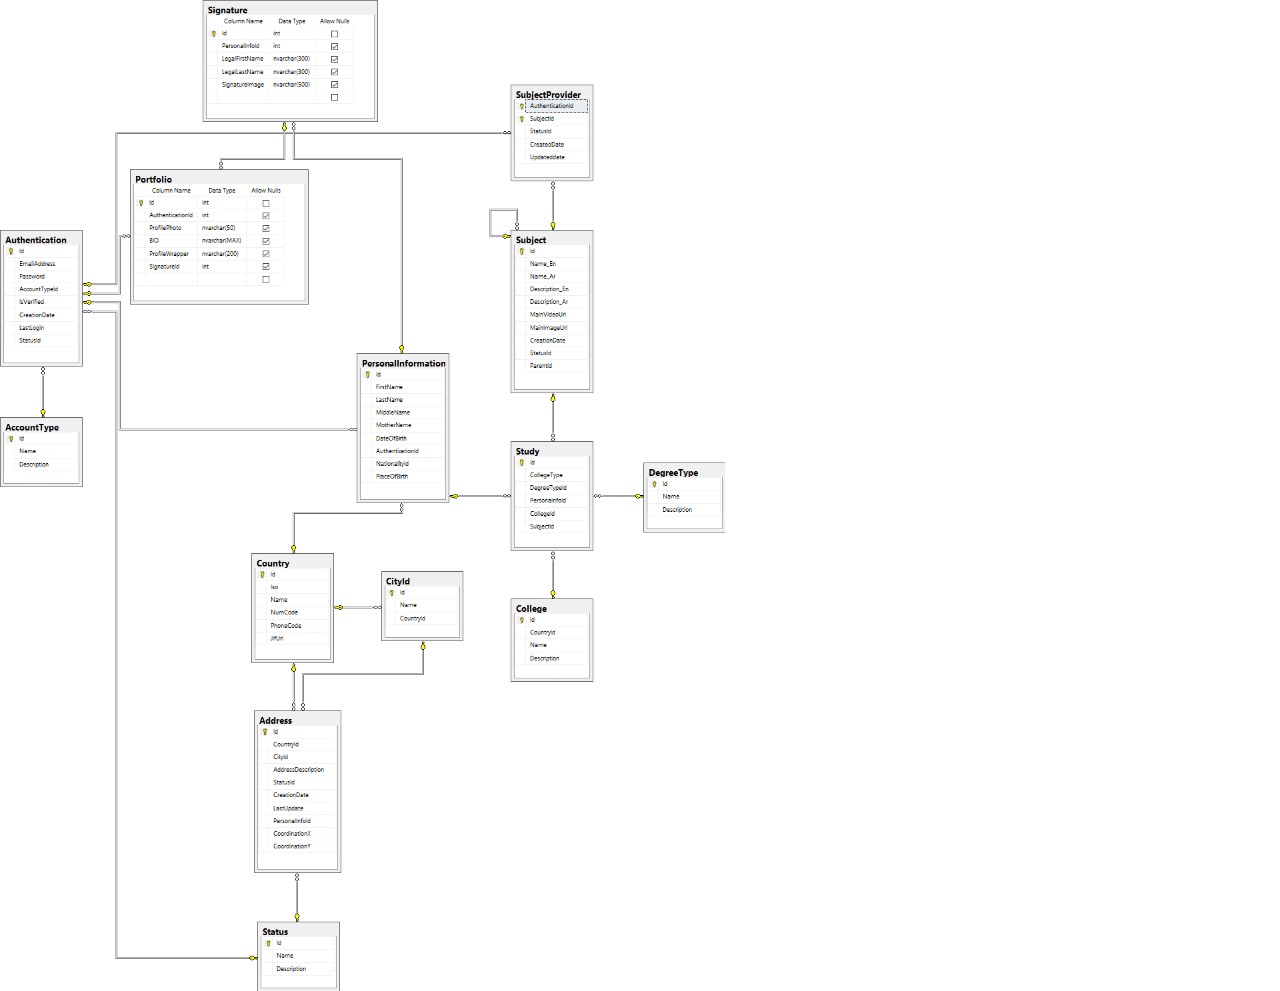 Signature
Column Name Data Type Allow Nulls
Id int
PersonalInfoId int
LegalFirstName nvarchar(300)
LegalLastName nvarchar(300)
SignatureImage nvarchar(500)
SubjectProvider
AuthenticationId
SubjectId
StatusId
CreatedDate
Updateddate
Portfolio
Column Name Data Type Allow Nulls
Id int
AuthenticationId int
ProfilePhoto nvarchar(50)
BIO nvarchar(MAX)
ProfileWrapper nvarchar(200)
SignatureId int
Authentication
Id
EmailAddress
Password
AccountTypeId
IsVerified
CreationDate
LastLogin
StatusId
Subject
Id
Name_En
Name_Ar
Description_En
Description_Ar
MainVideoUrl
MainImageUrl
CreationDate
StatusId
ParentId
PersonalInformation
Id
FirstName
LastName
MiddleName
MotherName
DateOfBirth
AuthenticationId
NationaltyId
PlaceOfBirth
AccountType
Id
Name
Description
Study
Id
CollegeType
DegreeTypeId
PersonalInfoId
CollegeId
SubjectId
DegreeType
Id
Name
Description
Country
Id
Iso
Name
NumCode
PhoneCode
CityId
Id
Name
CountryId
College
Id
CountryId
Name
Description
Address
Id
CountryId
CityId
AddressDescription
StatusId
CreationDate
LastUpdate
PersonalInfoId
CoordinationX
CoordinationY
Status
Id
Name
Description